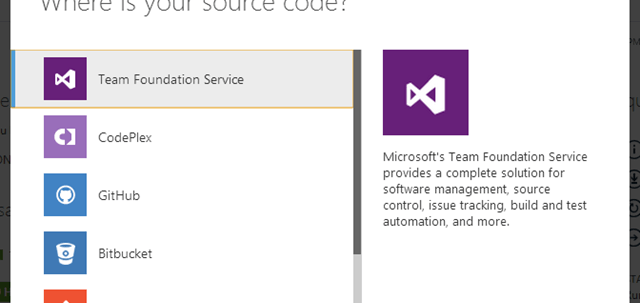 Where is your source code?
Team Foundation Service
CodePlex
GitHub
Bitbucket
Microsoft's Team Foundation Service
provides a complete solution for
software management, source
control, issue tracking, build and test
automation, and more.